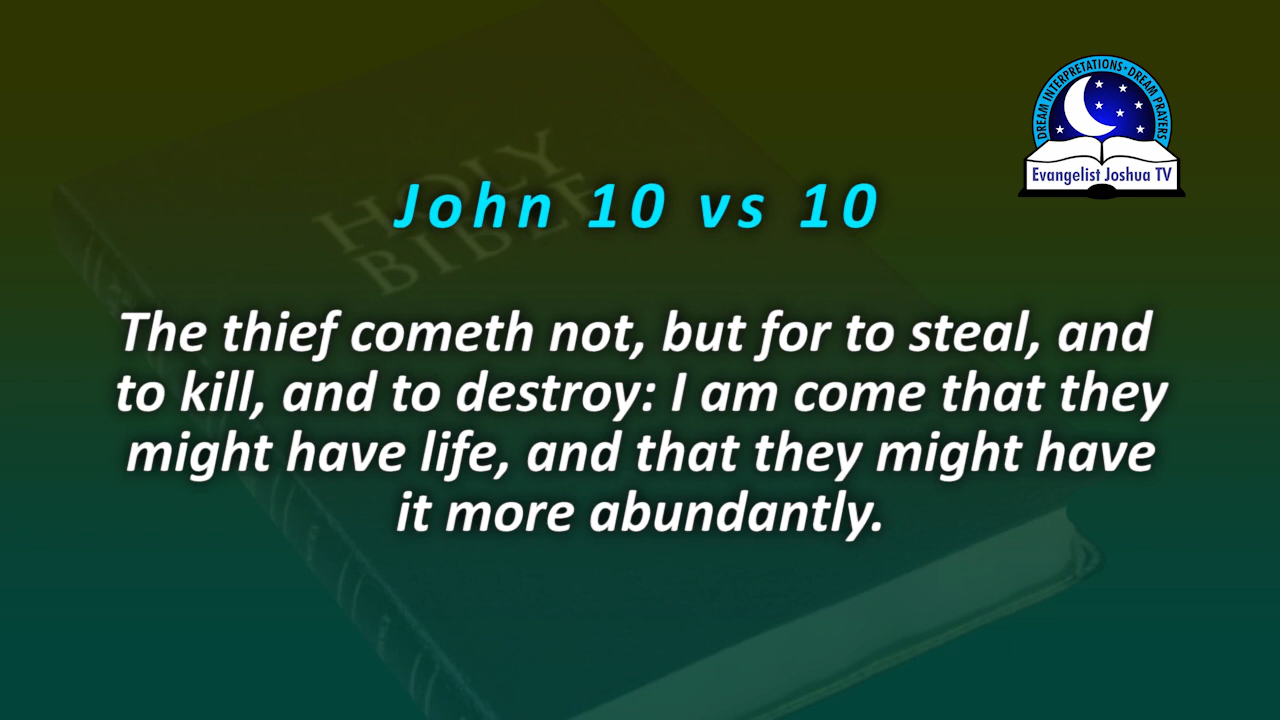 DREAM INTERPRETATIONS · DREAM PRAYERS
Evangelist Joshua TV
HOLY
BIBLE
John 10 vs 10
The thief cometh not, but for to steal, and
to kill, and to destroy: I am come that they
might have life, and that they might have
it more abundantly.